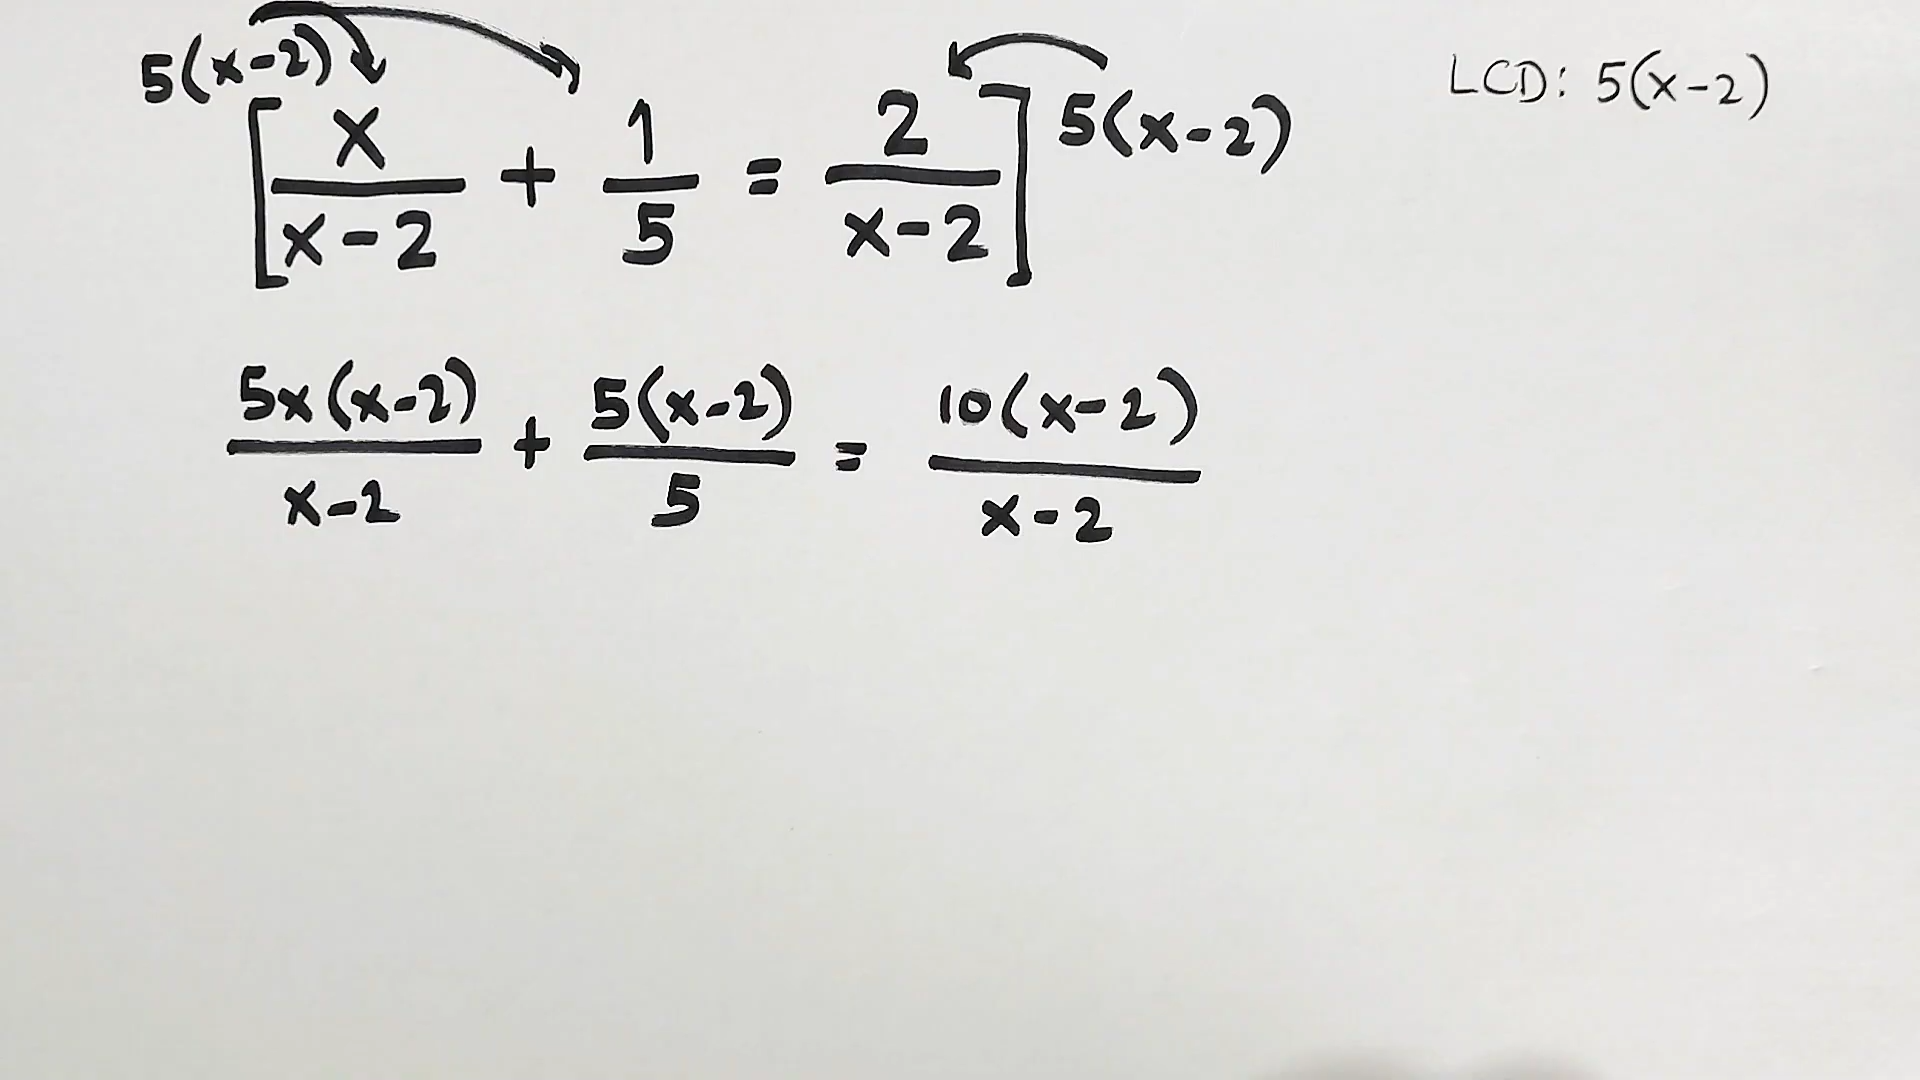 5(x-2) [x/(x-2) + 1/5 = 2/(x-2)] 5(x-2)
LCD: 5(x-2)
5x(x-2)/(x-2) + 5(x-2)/5 = 10(x-2)/(x-2)